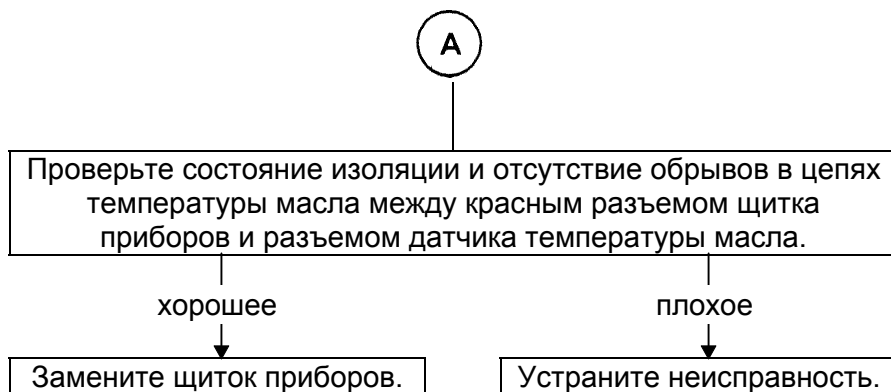 А
Проверьте состояние изоляции и отсутствие обрывов в цепях
температуры масла между красным разъемом щитка
приборов и разъемом датчика температуры масла.
хорошее
плохое
Замените щиток приборов.
Устраните неисправность.